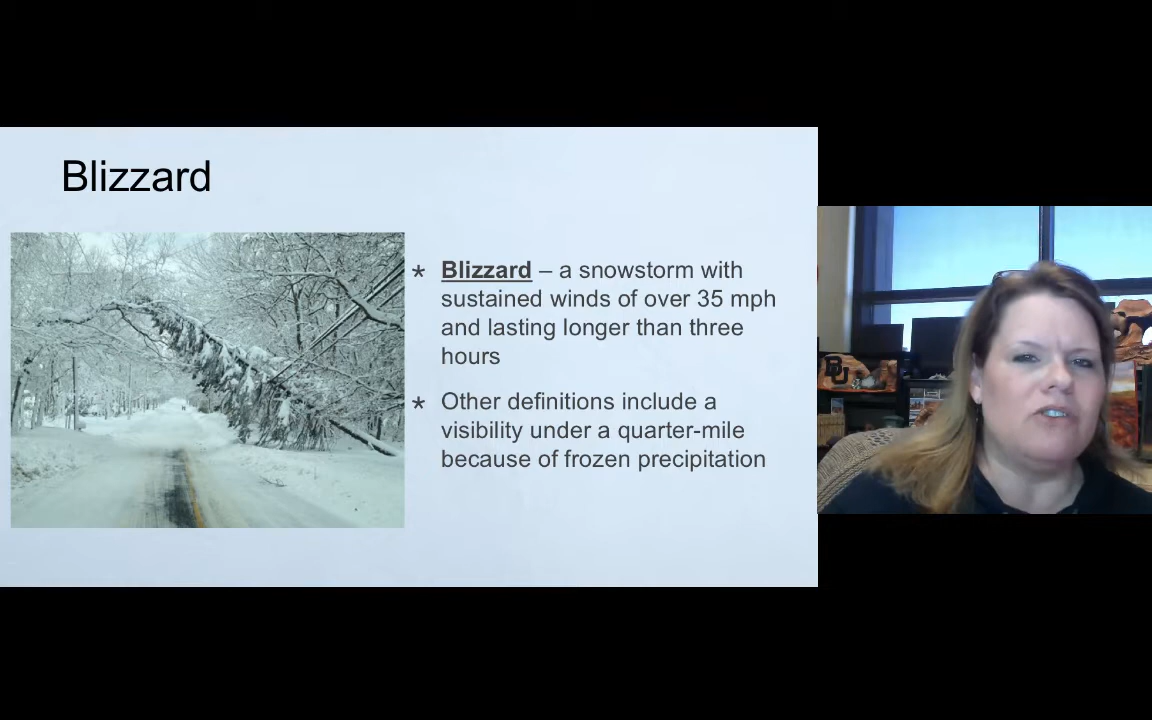 Blizzard
* Blizzard – a snowstorm with
sustained winds of over 35 mph
and lasting longer than three
hours
* Other definitions include a
visibility under a quarter-mile
because of frozen precipitation